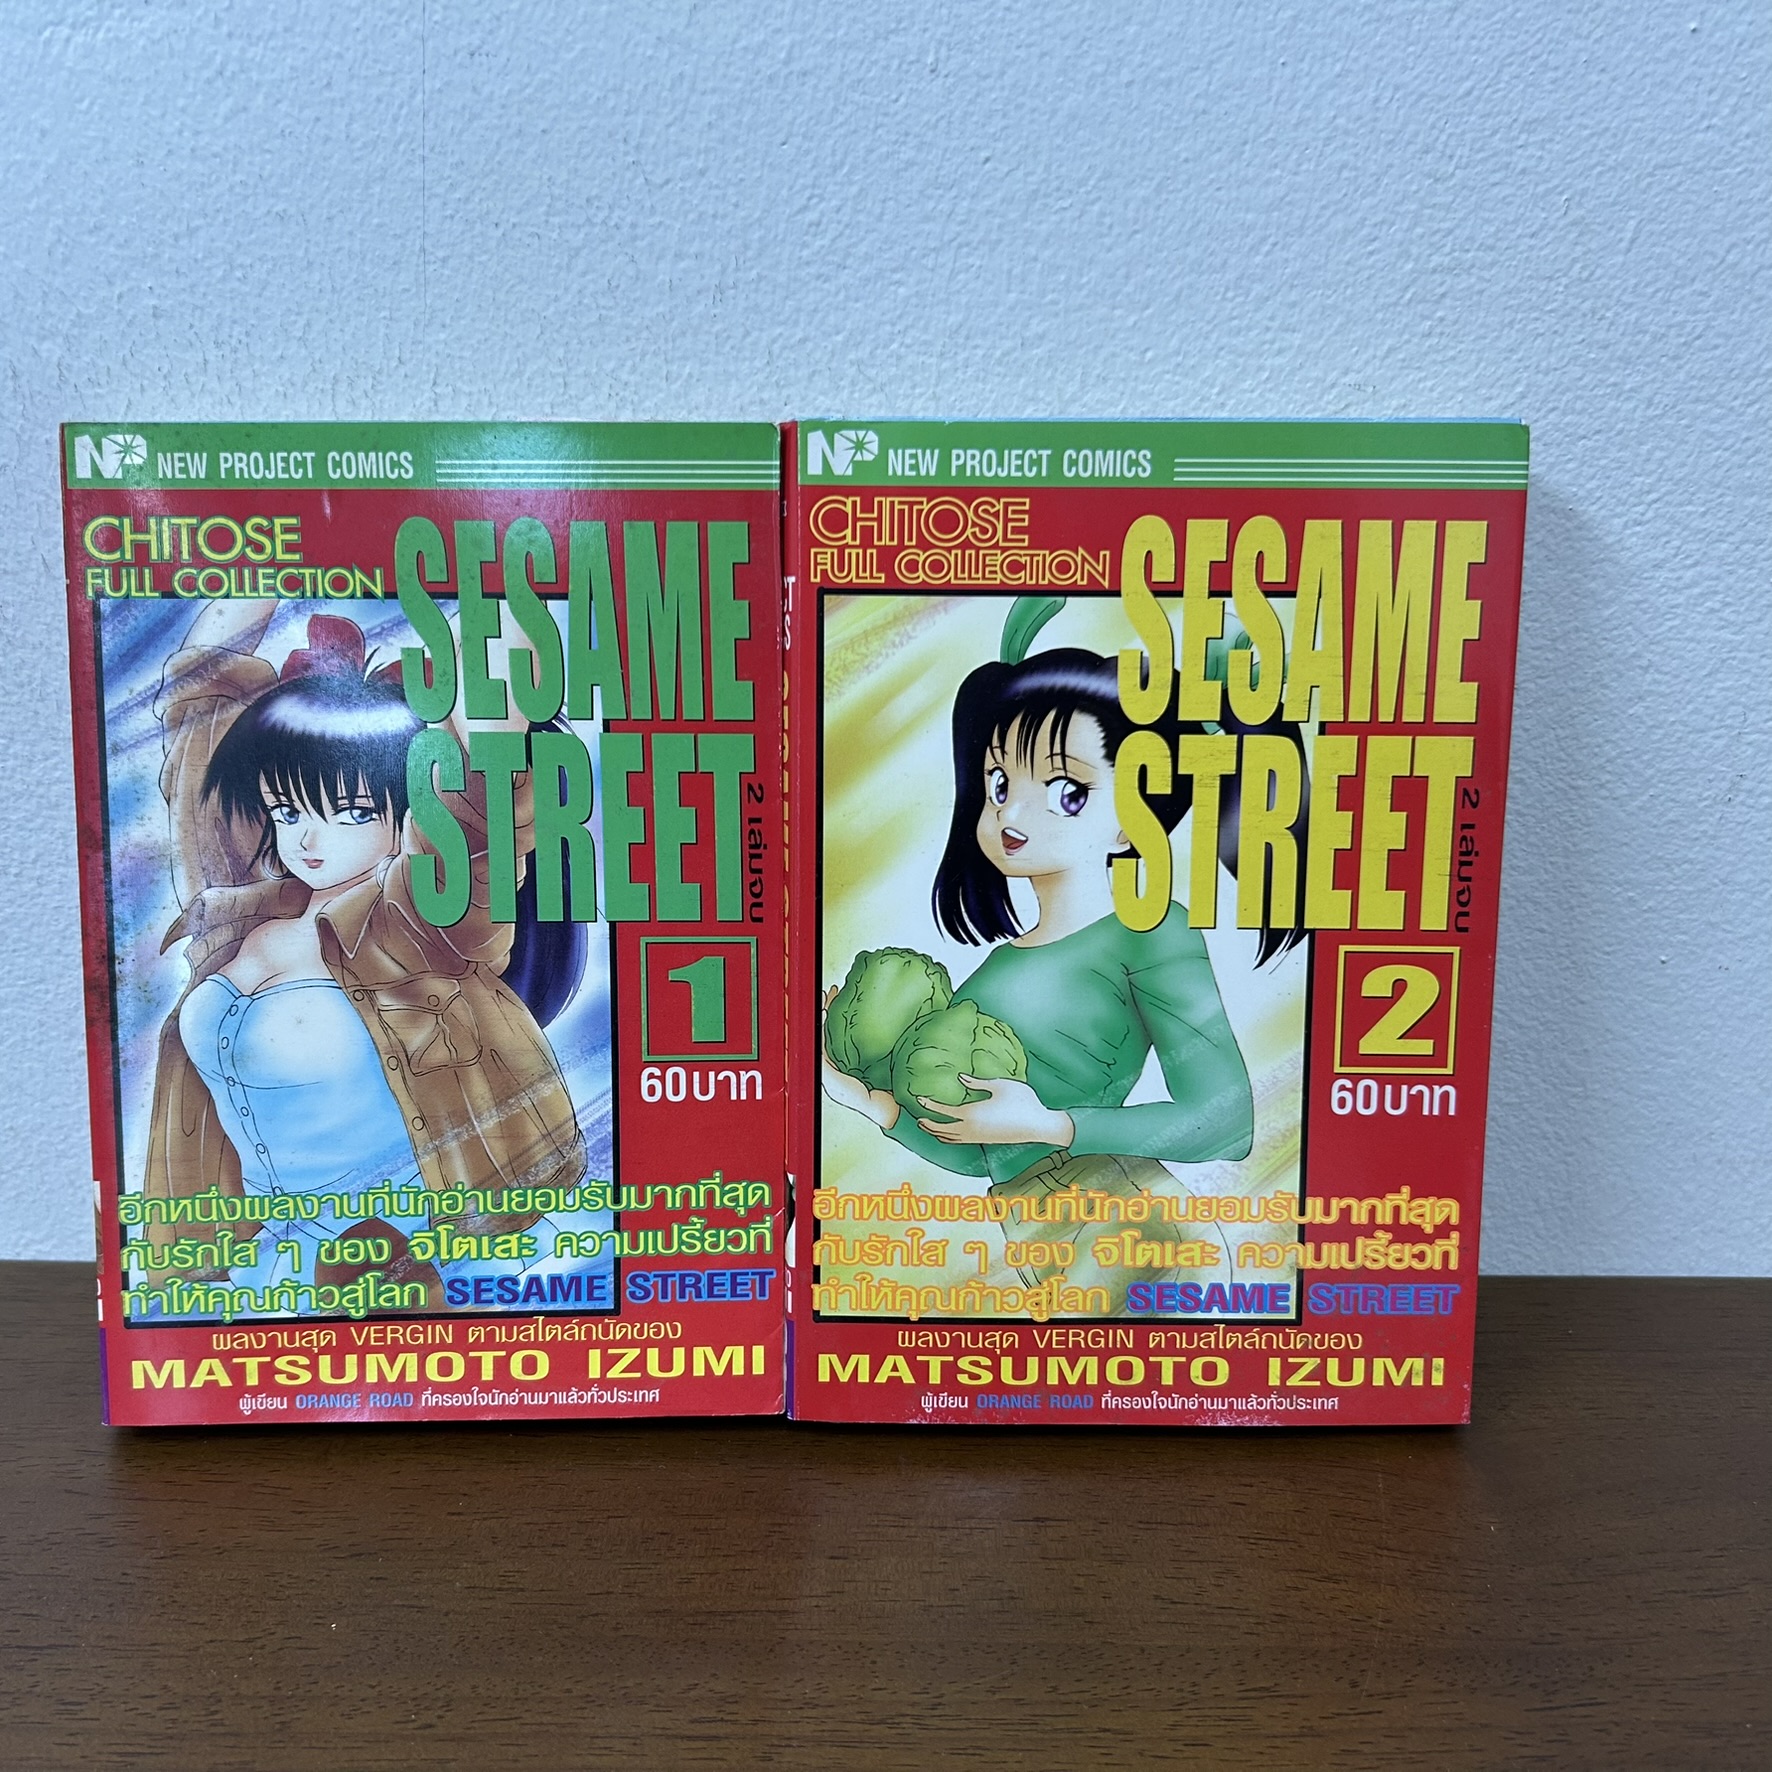 NP NEW PROJECT COMICS
CHITOSE
FULL COLLECTION
SESAME
STREET
2 เล่มจบ
1
60 บาท
อีกหนึ่งผลงานที่นักอ่านยอมรับมากที่สุด
กับรักใส ๆ ของ จิโตเสะ ความเปรี้ยวที่
ทำให้คุณก้าวสู่โลก SESAME STREET
ผลงานสุด VERGIN ตามสไตล์ถนัดของ
MATSUMOTO IZUMI
ผู้เขียน ORANGE ROAD ที่ครองใจนักอ่านมาแล้วทั่วประเทศ
NP NEW PROJECT COMICS
CHITOSE
FULL COLLECTION
SESAME
STREET
2 เล่มจบ
2
60 บาท
อีกหนึ่งผลงานที่นักอ่านยอมรับมากที่สุด
กับรักใส ๆ ของ จิโตเสะ ความเปรี้ยวที่
ทำให้คุณก้าวสู่โลก SESAME STREET
ผลงานสุด VERGIN ตามสไตล์ถนัดของ
MATSUMOTO IZUMI
ผู้เขียน ORANGE ROAD ที่ครองใจนักอ่านมาแล้วทั่วประเทศ